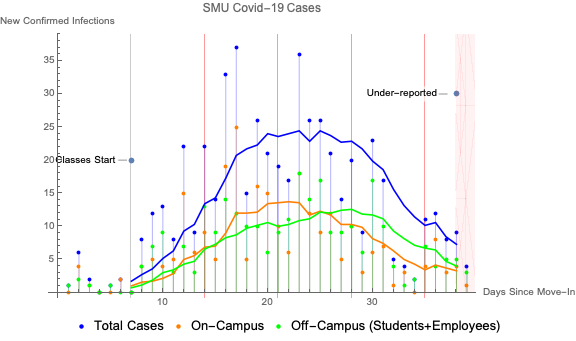 SMU Covid-19 Cases
New Confirmed Infections
35
30
25
20
15
10
5
Under-reported
Classes Start
10
20
30
Days Since Move-In
Total Cases On-Campus Off-Campus (Students+Employees)